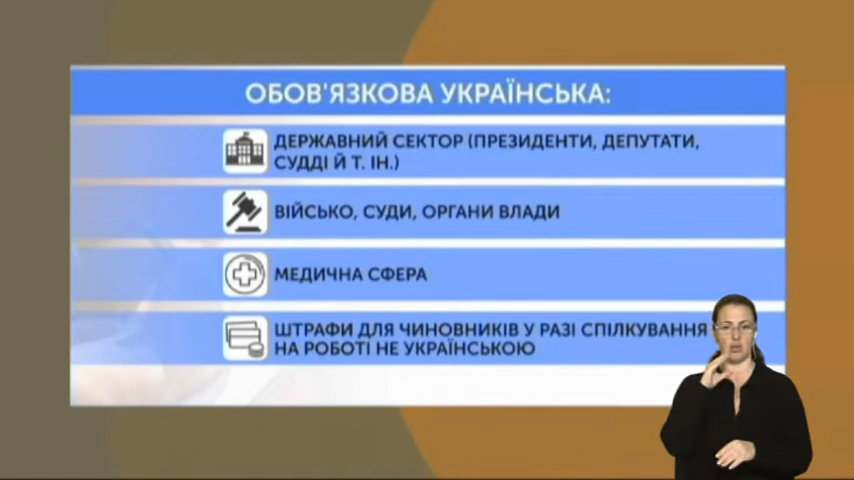 ОБОВ'ЯЗКОВА УКРАЇНСЬКА:
ДЕРЖАВНИЙ СЕКТОР (ПРЕЗИДЕНТИ, ДЕПУТАТИ,
СУДДІ Й Т. ІН.)
ВІЙСЬКО, СУДИ, ОРГАНИ ВЛАДИ
МЕДИЧНА СФЕРА
ШТРАФИ ДЛЯ ЧИНОВНИКІВ У РАЗІ СПІЛКУВАННЯ
НА РОБОТІ НЕ УКРАЇНСЬКОЮ